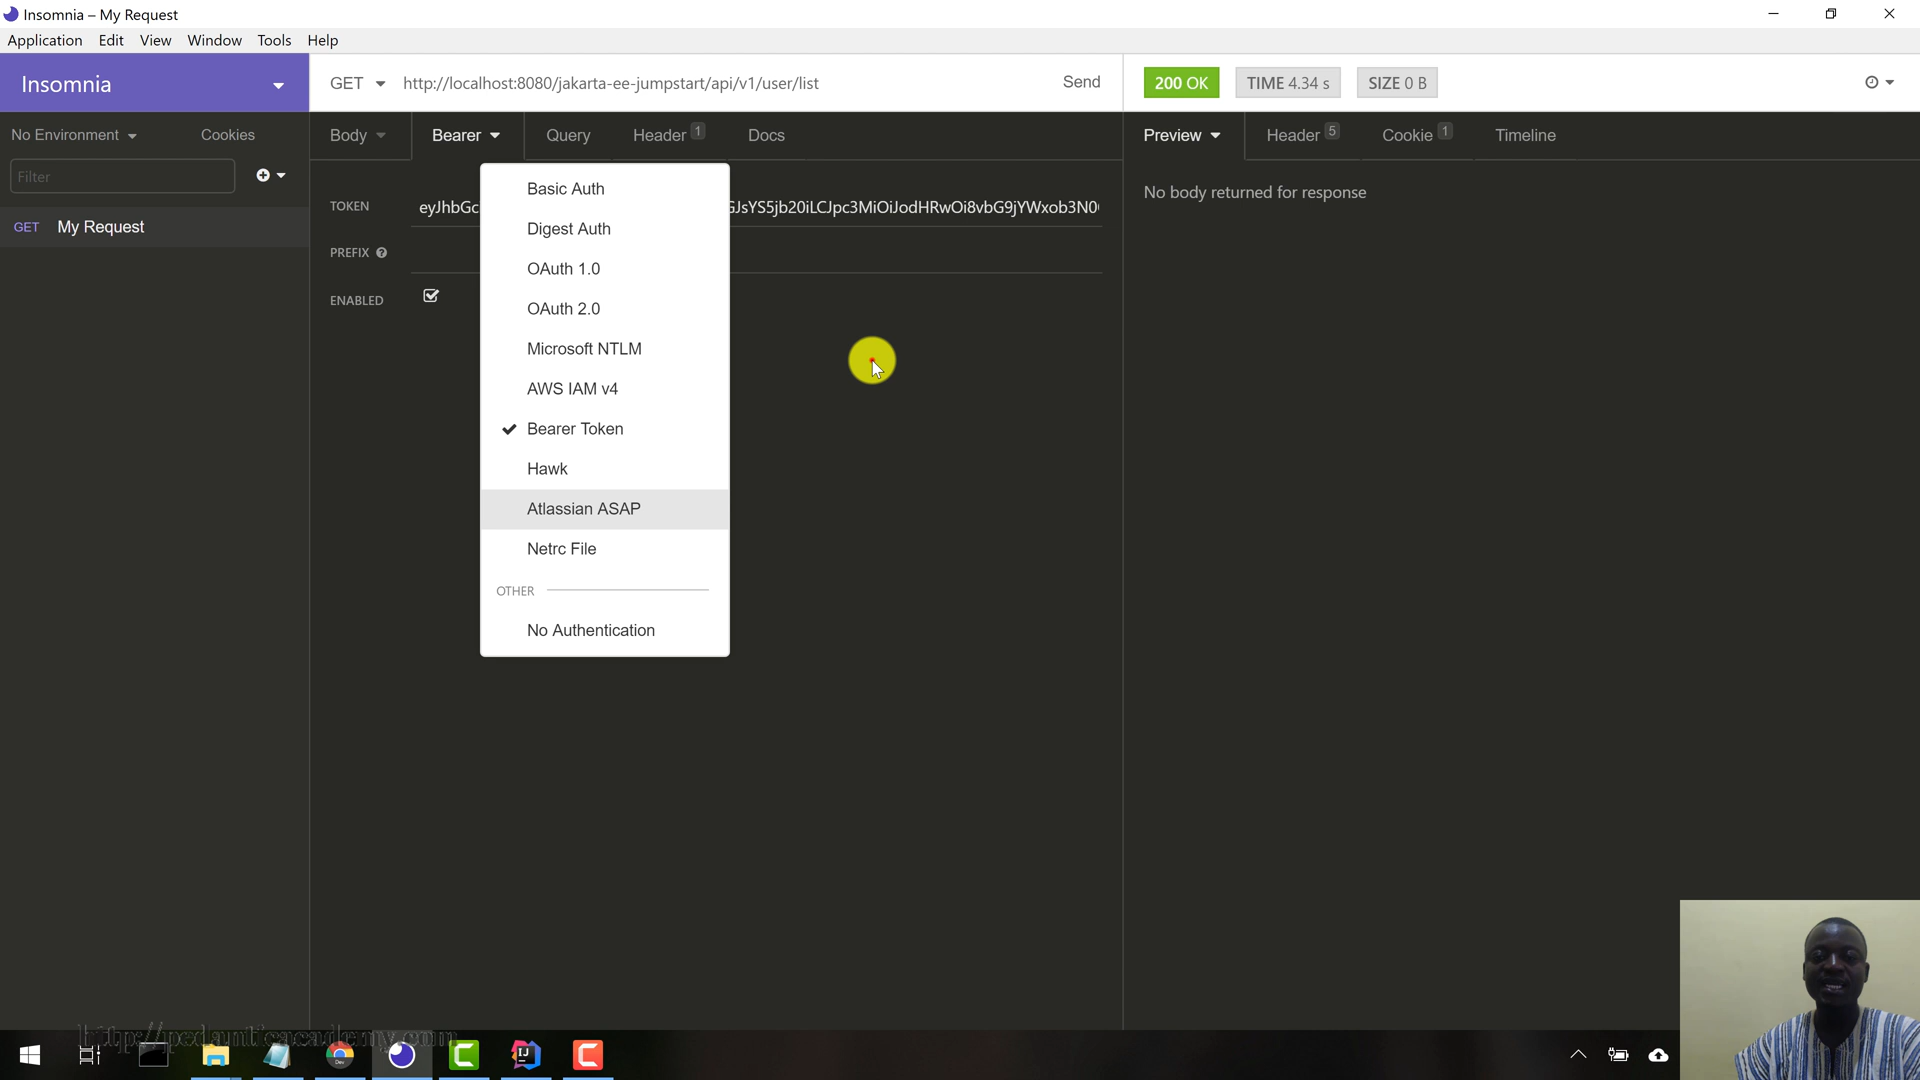 Insomnia – My Request
Application Edit View Window Tools Help
Insomnia
GET http://localhost:8080/jakarta-ee-jumpstart/api/v1/user/list Send
200 OK TIME 4.34 s SIZE 0 B
No Environment Cookies
Body Bearer Query Header 1 Docs
Preview Header 5 Cookie 1 Timeline
Filter
GET My Request
TOKEN
PREFIX
ENABLED
Basic Auth
Digest Auth
OAuth 1.0
OAuth 2.0
Microsoft NTLM
AWS IAM v4
Bearer Token
Hawk
Atlassian ASAP
Netrc File
OTHER
No Authentication
No body returned for response
http://pedanticacademy.com